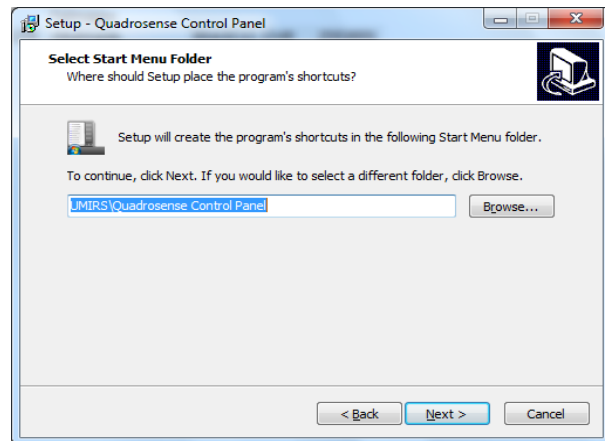 Setup - Quadrosense Control Panel
Select Start Menu Folder
Where should Setup place the program's shortcuts?
Setup will create the program's shortcuts in the following Start Menu folder.
To continue, click Next. If you would like to select a different folder, click Browse.
UMIRS\Quadrosense Control Panel
Browse...
< Back
Next >
Cancel